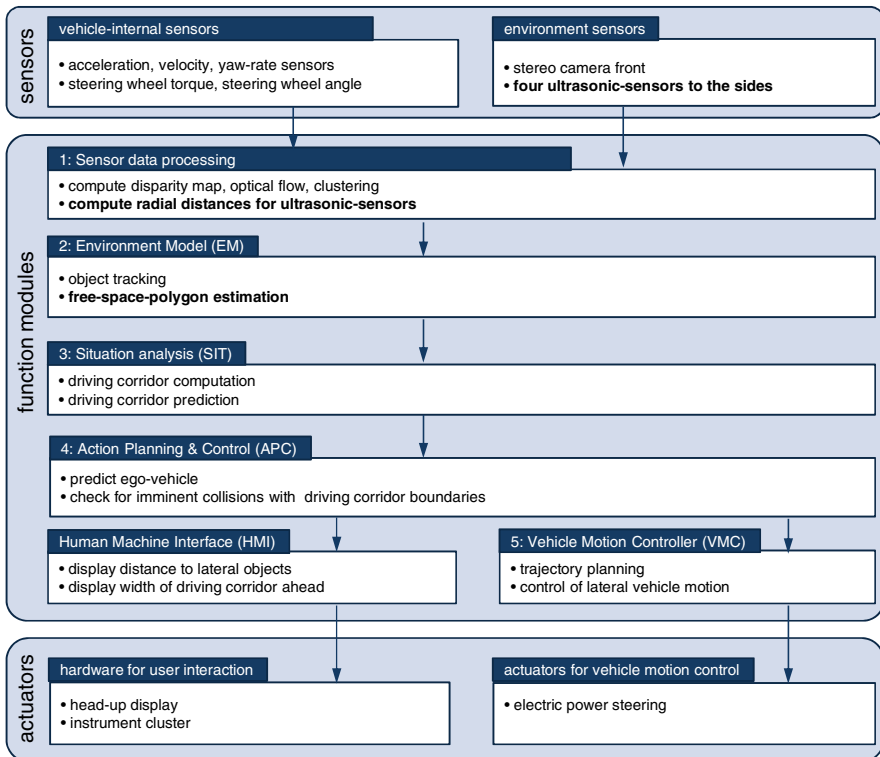 sensors
vehicle-internal sensors
• acceleration, velocity, yaw-rate sensors
• steering wheel torque, steering wheel angle
environment sensors
• stereo camera front
• four ultrasonic-sensors to the sides
function modules
1: Sensor data processing
• compute disparity map, optical flow, clustering
• compute radial distances for ultrasonic-sensors
2: Environment Model (EM)
• object tracking
• free-space-polygon estimation
3: Situation analysis (SIT)
• driving corridor computation
• driving corridor prediction
4: Action Planning & Control (APC)
• predict ego-vehicle
• check for imminent collisions with driving corridor boundaries
Human Machine Interface (HMI)
• display distance to lateral objects
• display width of driving corridor ahead
5: Vehicle Motion Controller (VMC)
• trajectory planning
• control of lateral vehicle motion
actuators
hardware for user interaction
• head-up display
• instrument cluster
actuators for vehicle motion control
• electric power steering